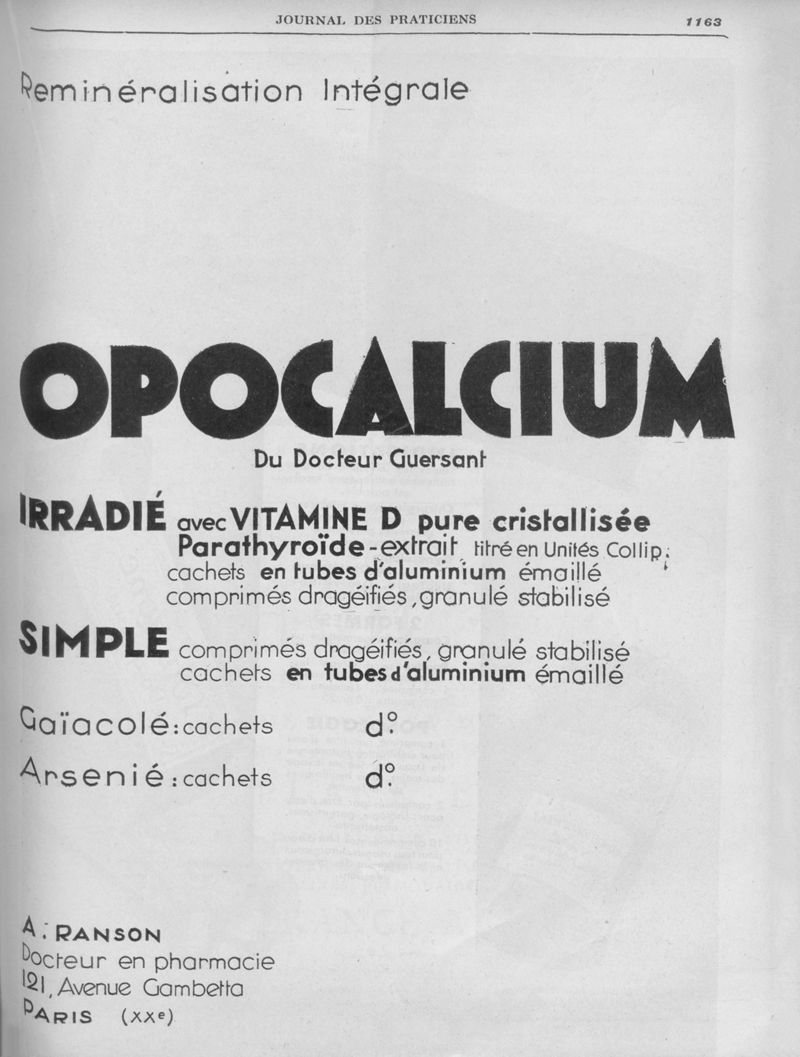 JOURNAL DES PRATICIENS 1163
Reminéralisation Intégrale
OPOCALCIUM
Du Docteur Guersant
IRRADIÉ avec VITAMINE D pure cristallisée
Parathyroïde-extrait titré en Unités Collip.
cachets en tubes d'aluminium émaillé
comprimés dragéifiés, granulé stabilisé
SIMPLE comprimés dragéifiés, granulé stabilisé
cachets en tubes d'aluminium émaillé
Gaïacolé: cachets d°.
Arsenié: cachets d°.
A. RANSON
Docteur en pharmacie
121, Avenue Gambetta
PARIS (XXe)